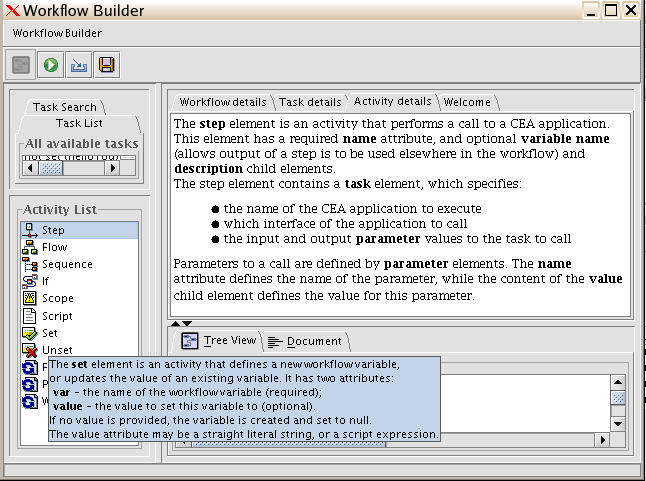 Workflow Builder
Workflow Builder
Task Search
Task List
All available tasks
Activity List
Step
Flow
Sequence
If
Scope
Script
Set
Unset
Workflow details
Task details
Activity details
Welcome
The step element is an activity that performs a call to a CEA application.
This element has a required name attribute, and optional variable name
(allows output of a step is to be used elsewhere in the workflow) and
description child elements.
The step element contains a task element, which specifies:
● the name of the CEA application to execute
● which interface of the application to call
● the input and output parameter values to the task to call
Parameters to a call are defined by parameter elements. The name
attribute defines the name of the parameter, while the content of the value
child element defines the value for this parameter.
Tree View
Document
The set element is an activity that defines a new workflow variable,
or updates the value of an existing variable. It has two attributes:
var – the name of the workflow variable (required);
value – the value to set this variable to (optional).
If no value is provided, the variable is created and set to null.
The value attribute may be a straight literal string, or a script expression.